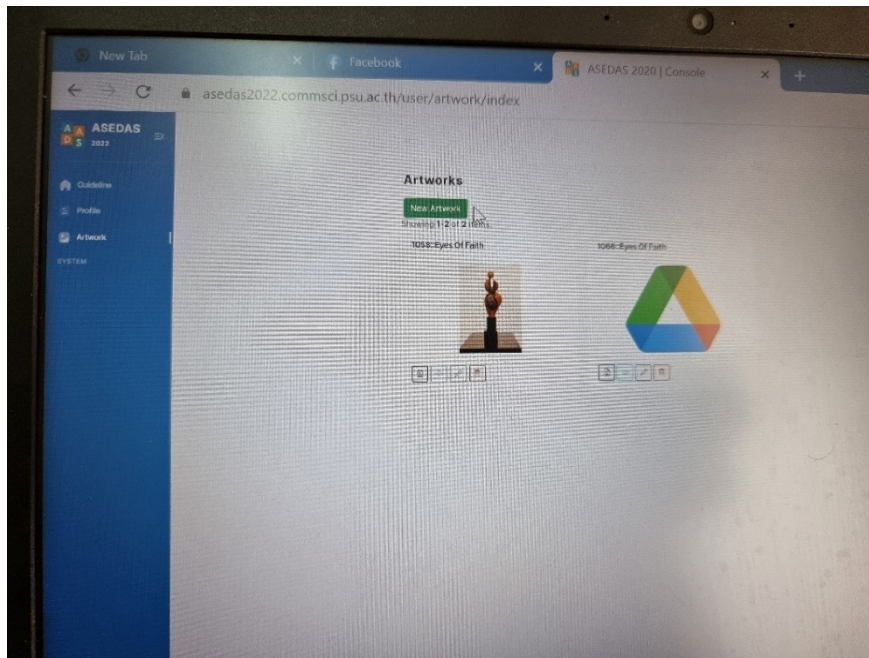 New Tab
Facebook
ASEDAS 2020 | Console
asedas2022.commsci.psu.ac.th/user/artwork/index
A A
D S
ASEDAS
2022
Guideline
Profile
Artwork
SYSTEM
Artworks
New Artwork
Showing 1-2 of 2 items.
1058::Eyes Of Faith
1066::Eyes Of Faith